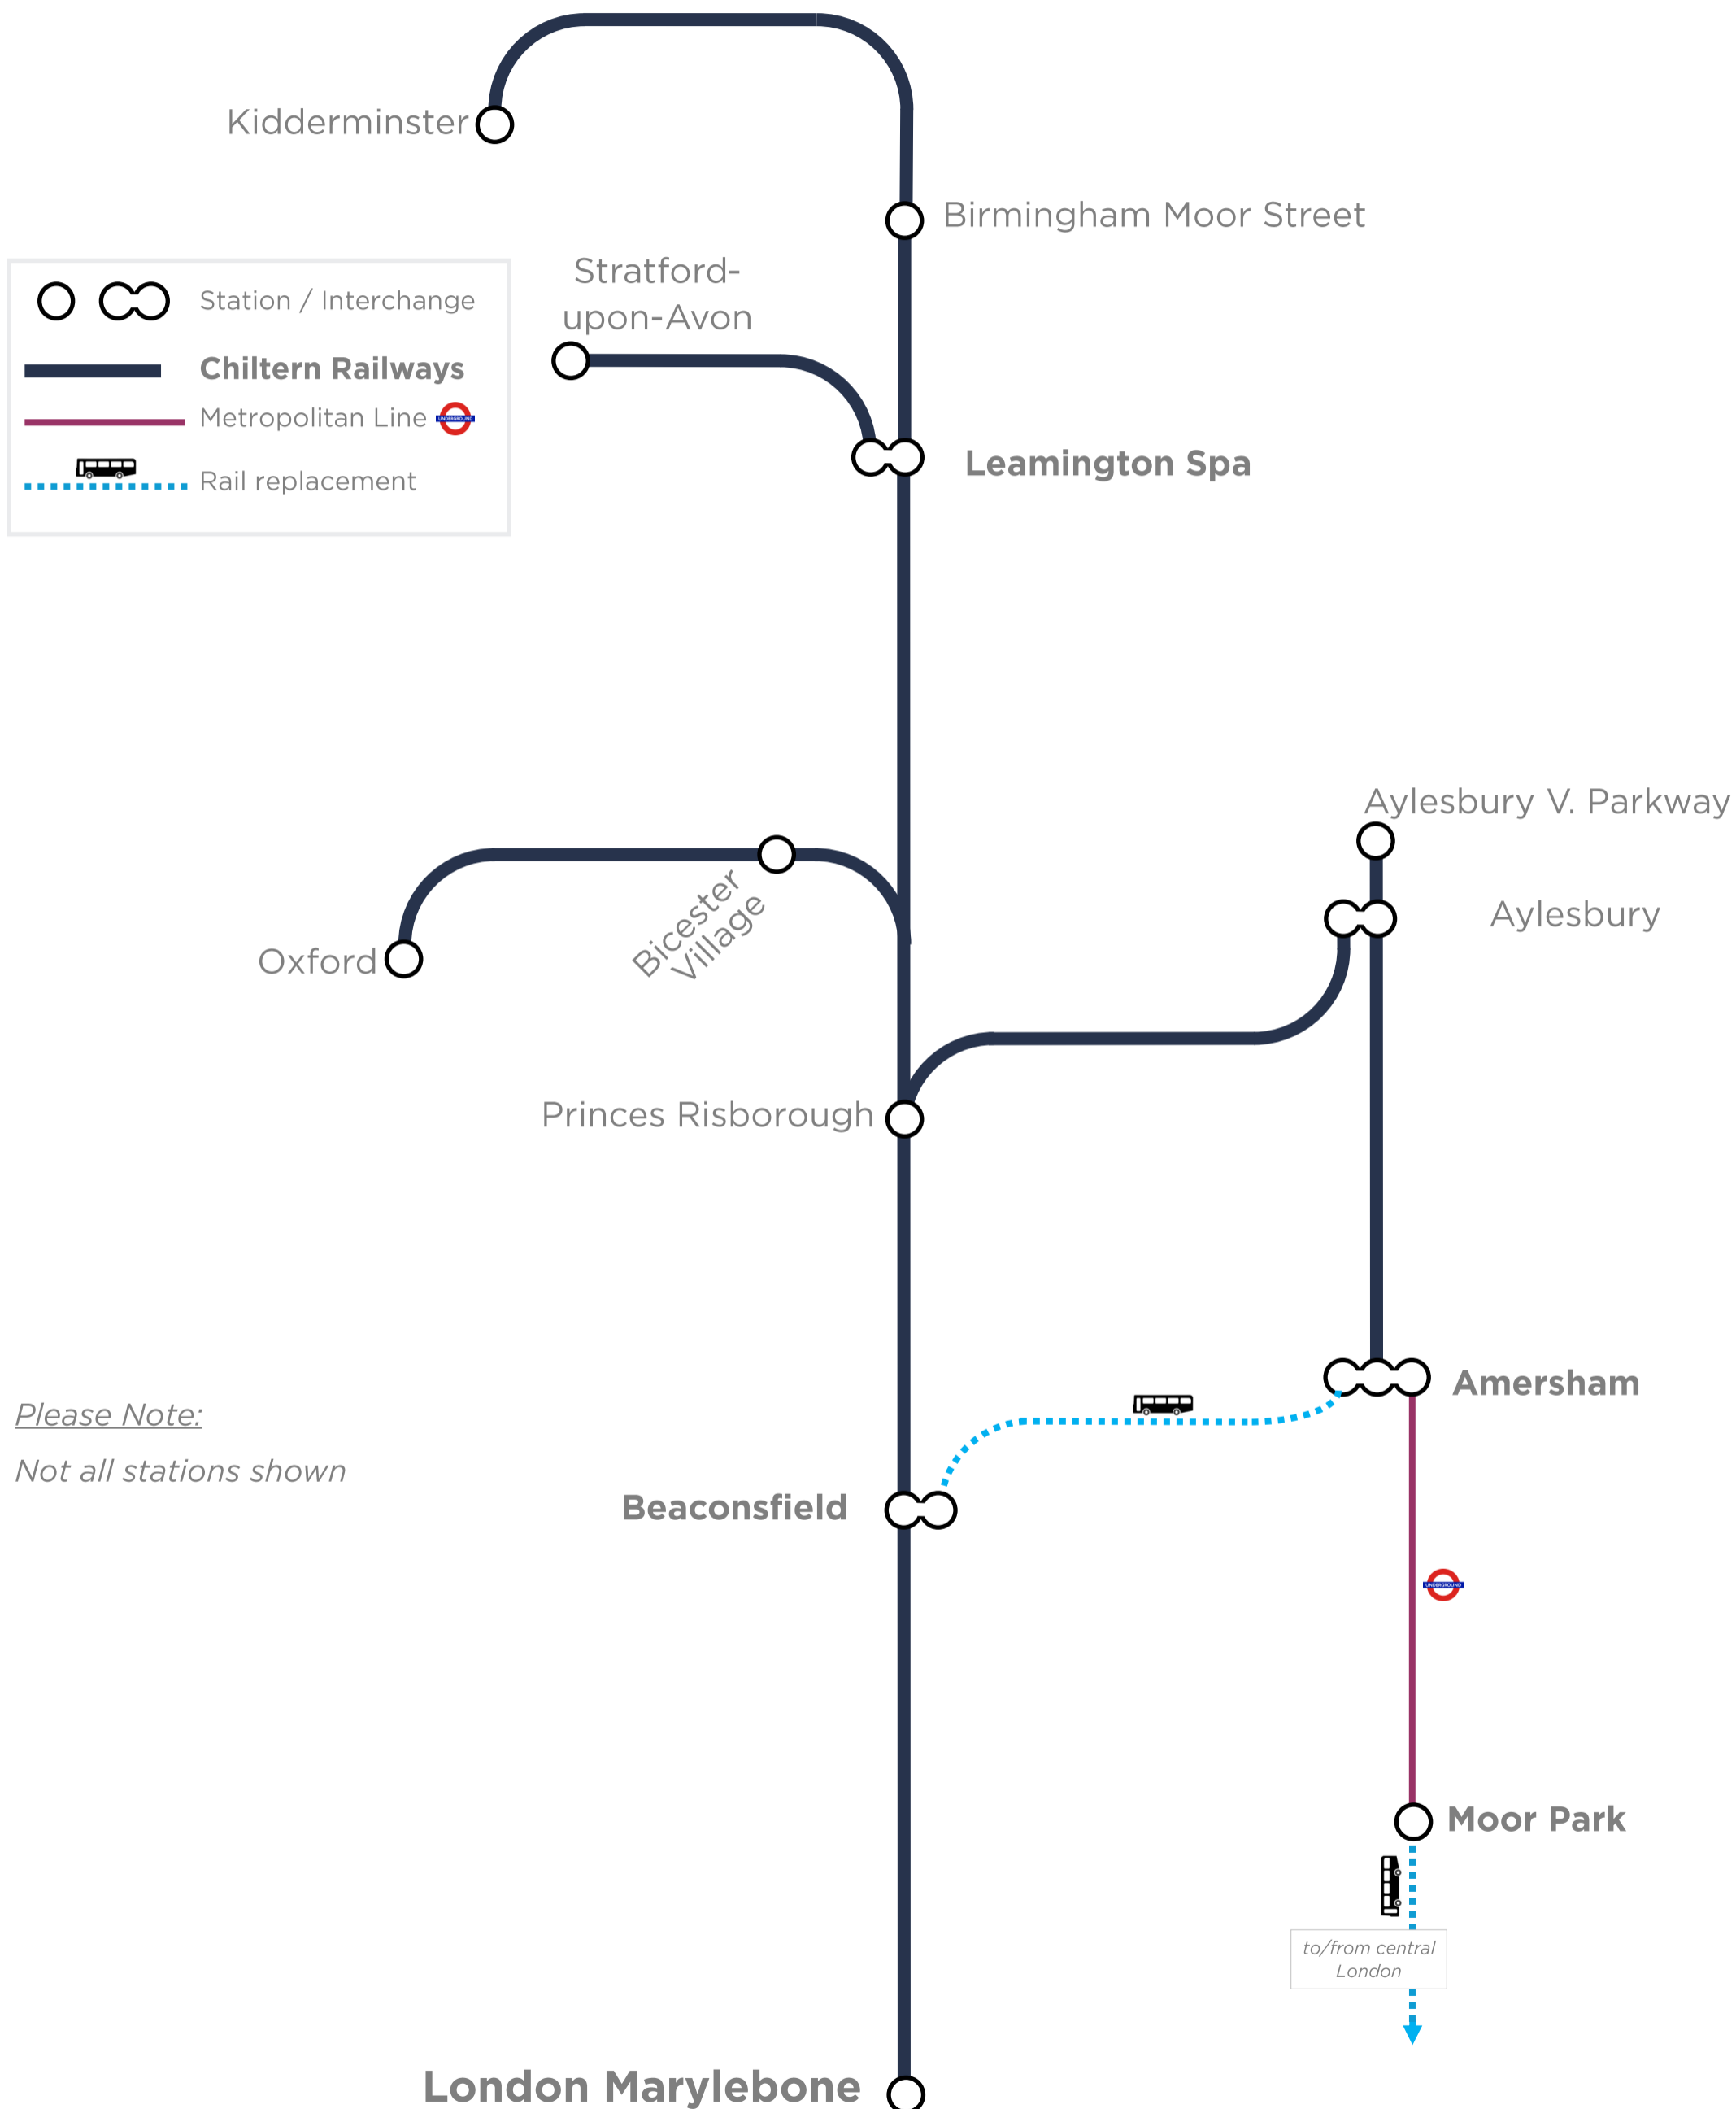 Kidderminster
Birmingham Moor Street
Stratford-
upon-Avon
Station / Interchange
Chiltern Railways
Metropolitan Line
UNDERGROUND
Rail replacement
Leamington Spa
Aylesbury V. Parkway
Bicester
Village
Aylesbury
Oxford
Princes Risborough
Amersham
Please Note:
Not all stations shown
Beaconsfield
UNDERGROUND
Moor Park
to/from central
London
London Marylebone